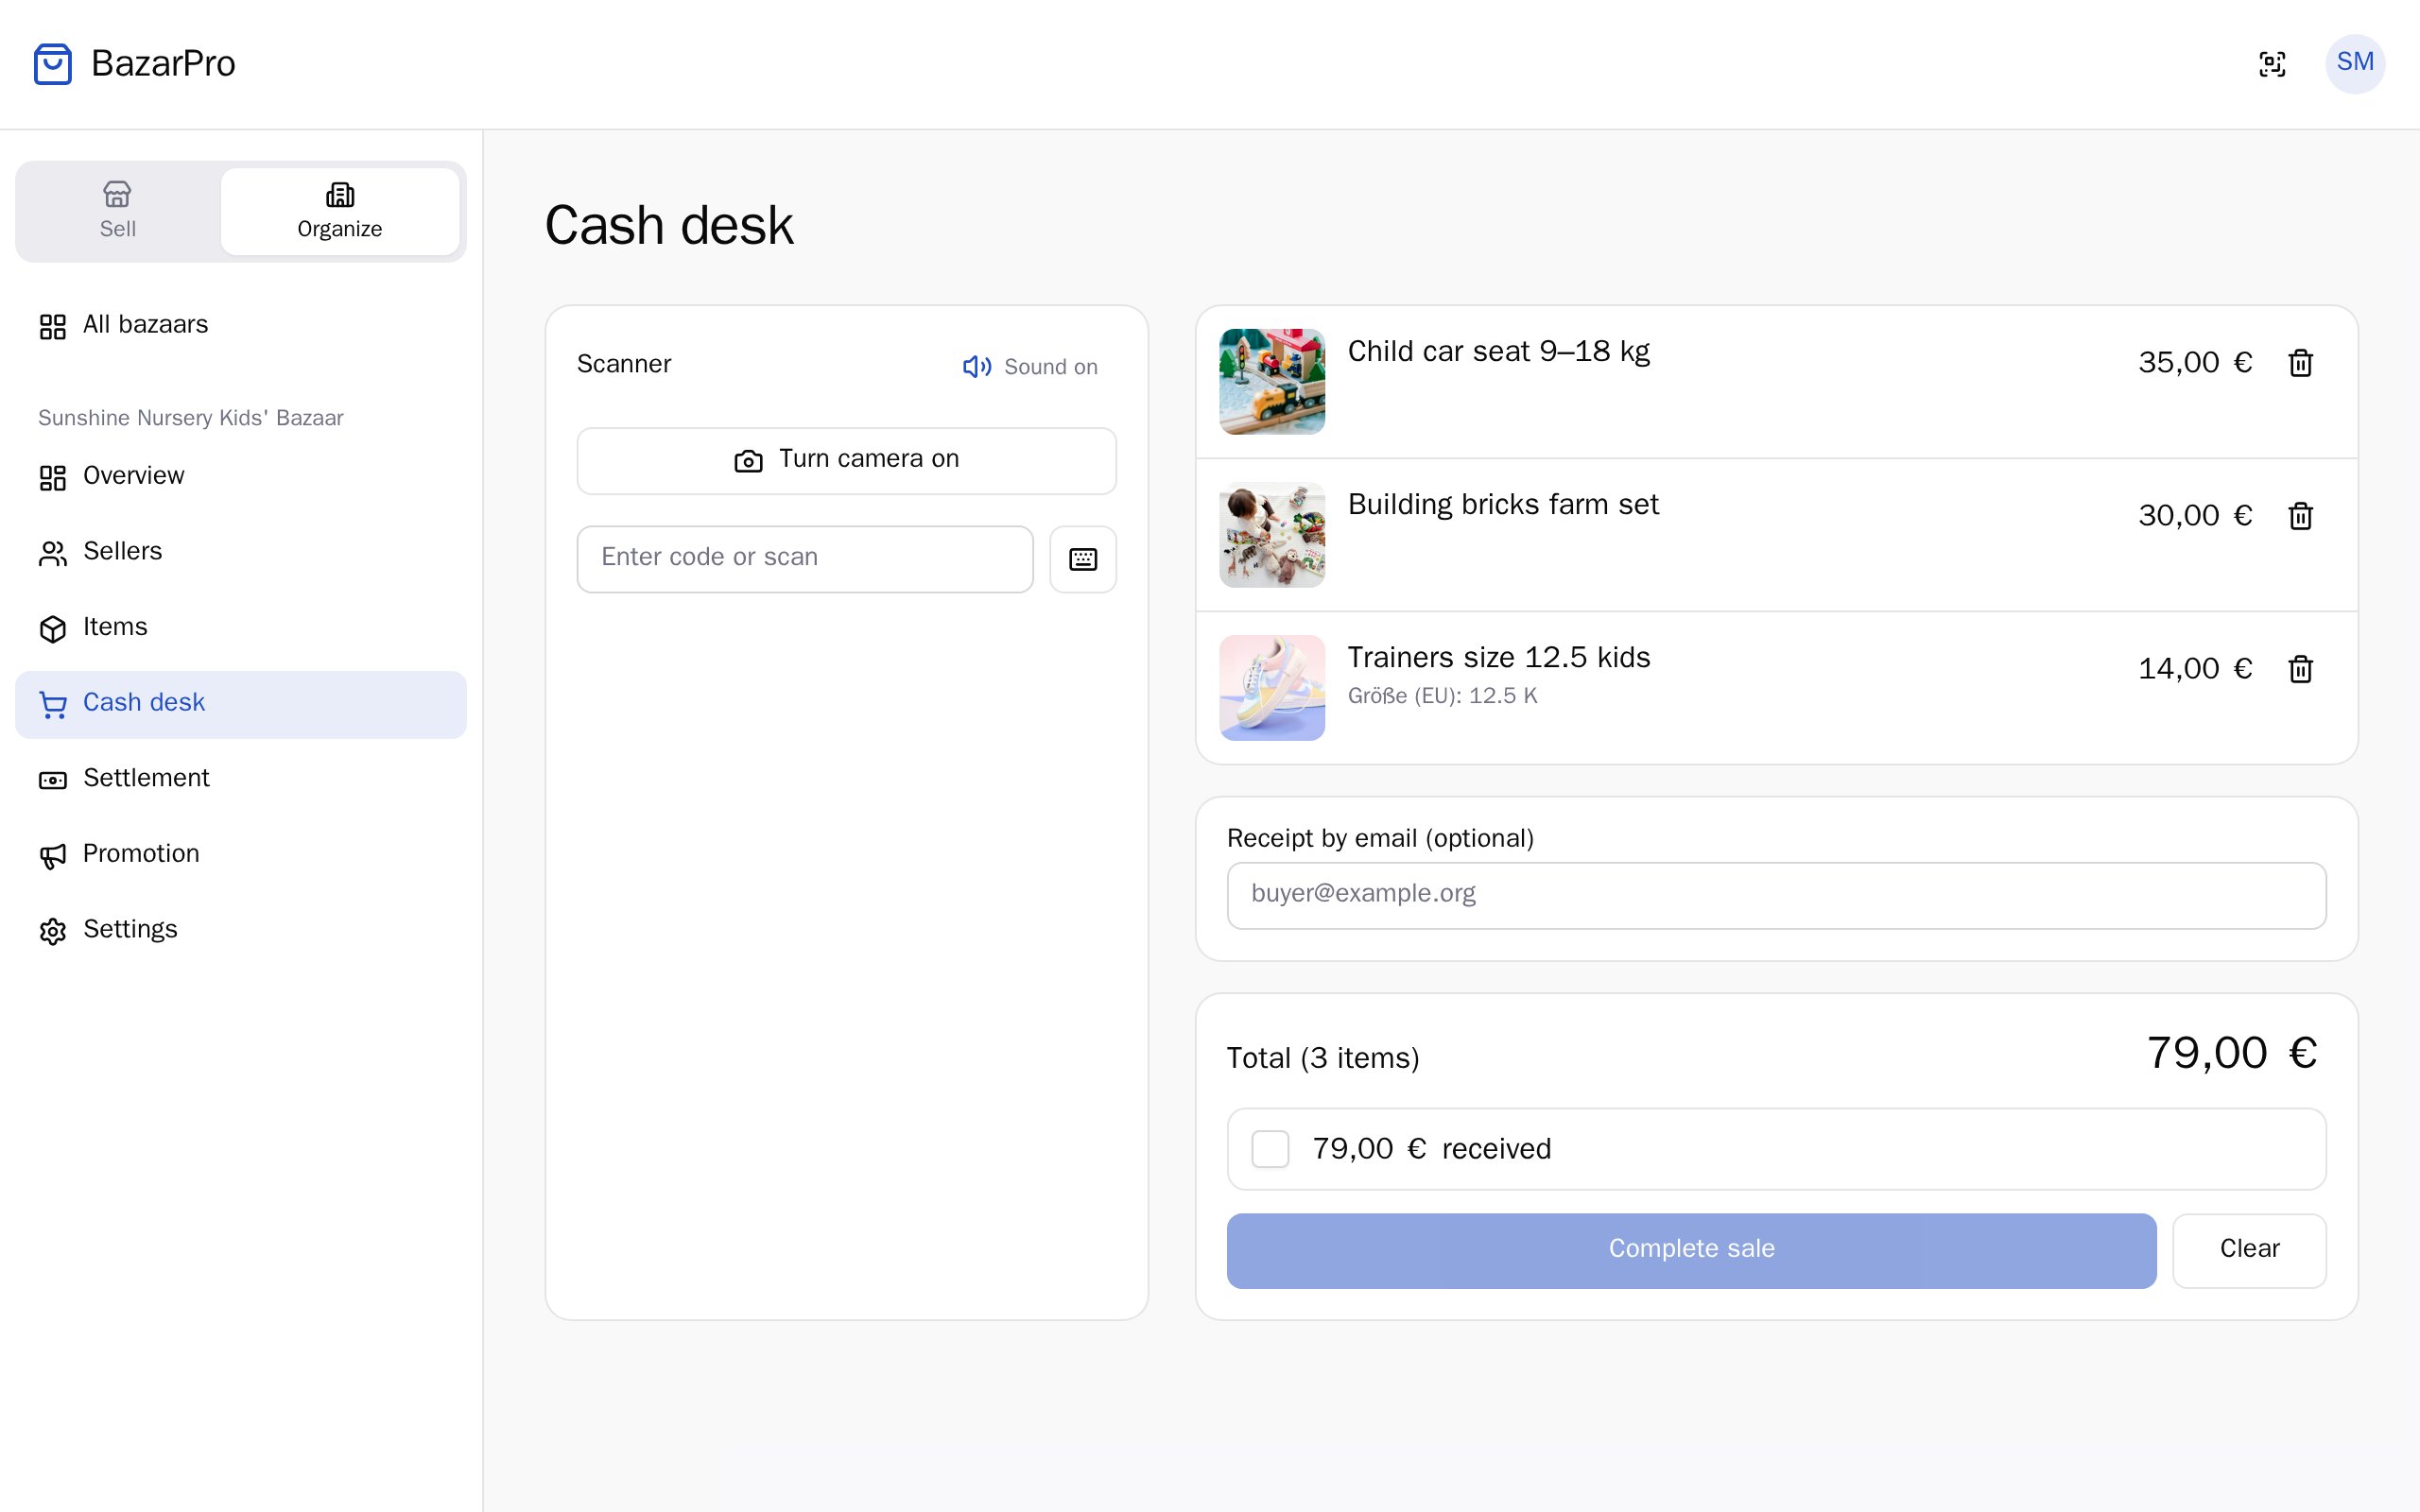 BazarPro
SM
Sell
Organize
All bazaars
Sunshine Nursery Kids' Bazaar
Overview
Sellers
Items
Cash desk
Settlement
Promotion
Settings
Cash desk
Scanner
Sound on
Turn camera on
Enter code or scan
Child car seat 9–18 kg
35,00 €
Building bricks farm set
30,00 €
Trainers size 12.5 kids
Größe (EU): 12.5 K
14,00 €
Receipt by email (optional)
buyer@example.org
Total (3 items)
79,00 €
79,00 € received
Complete sale
Clear